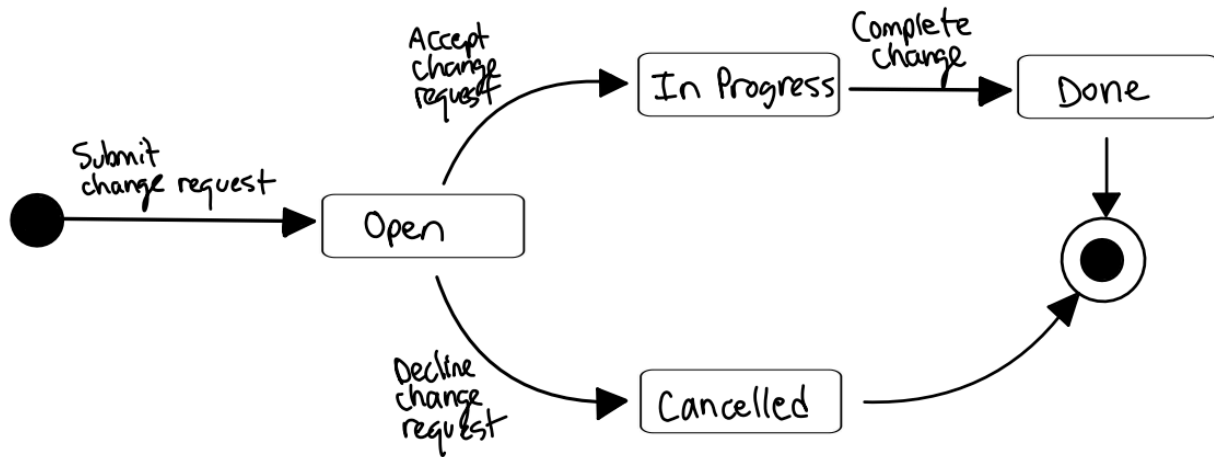 Submit
change request
Open
Accept
change
request
In Progress
Complete
change
Done
Decline
change
request
Cancelled